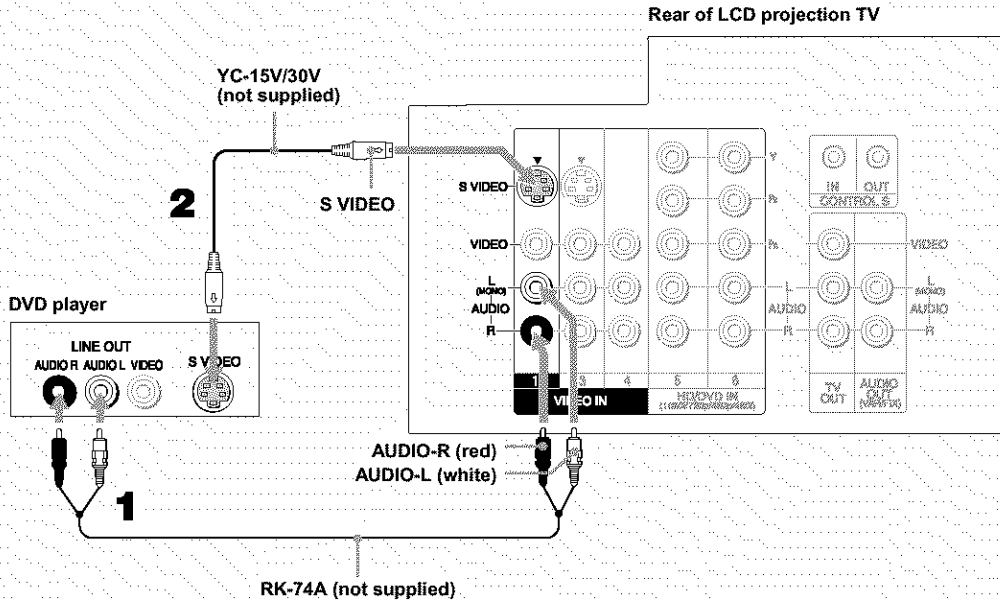 Rear of LCD projection TV
YC-15V/30V
(not supplied)
2
S VIDEO
S VIDEO
VIDEO
L
(MONO)
AUDIO
R
1
3
4
5
6
VIDEO IN
HD/DVD IN
Y
L
AUDIO
R
IN
OUT
CONTROL S
VIDEO
L
(MONO)
AUDIO
R
TV
OUT
AUDIO
OUT
(VAR/FIX)
DVD player
LINE OUT
AUDIO R AUDIO L VIDEO
S VIDEO
AUDIO-R (red)
AUDIO-L (white)
1
RK-74A (not supplied)